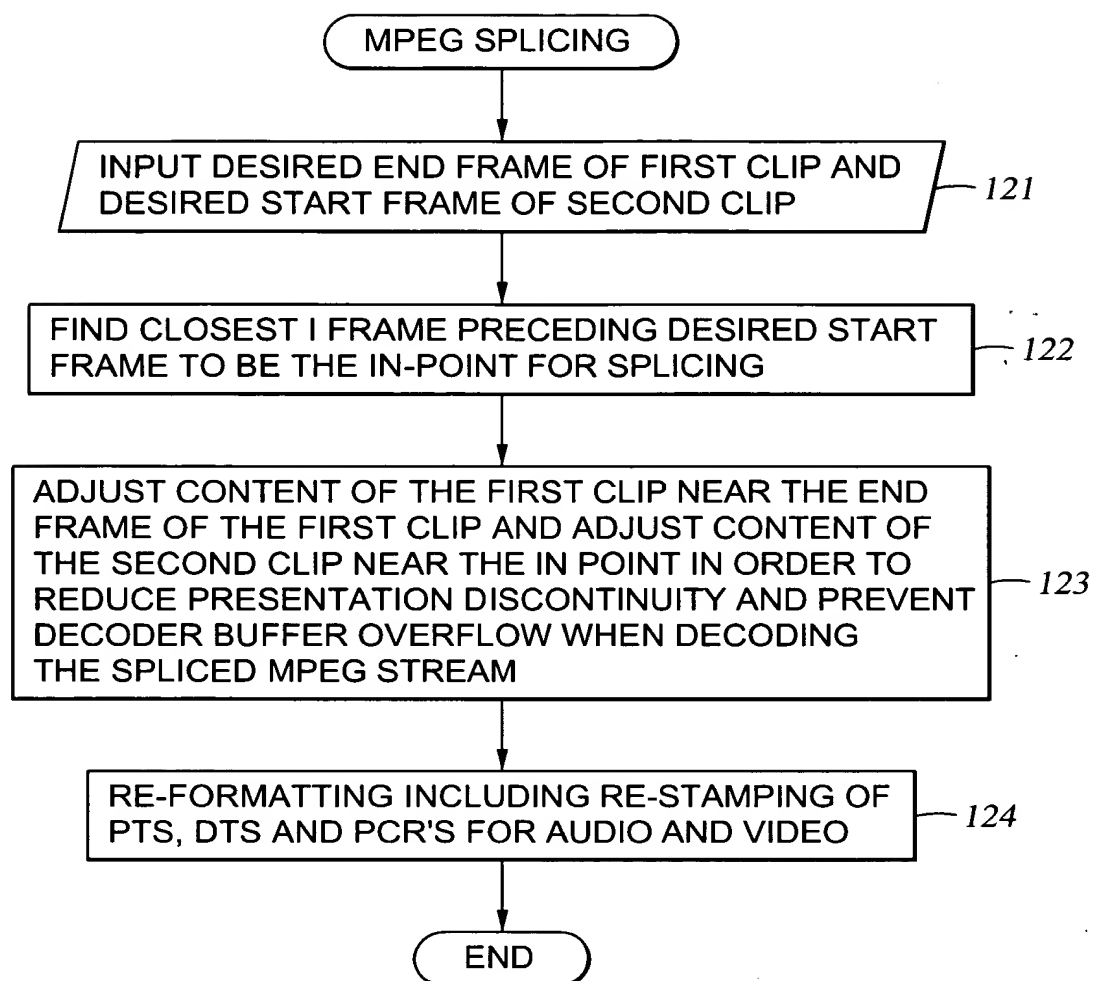 MPEG SPLICING
INPUT DESIRED END FRAME OF FIRST CLIP AND
DESIRED START FRAME OF SECOND CLIP
121
FIND CLOSEST I FRAME PRECEDING DESIRED START
FRAME TO BE THE IN-POINT FOR SPLICING
122
ADJUST CONTENT OF THE FIRST CLIP NEAR THE END
FRAME OF THE FIRST CLIP AND ADJUST CONTENT OF
THE SECOND CLIP NEAR THE IN POINT IN ORDER TO
REDUCE PRESENTATION DISCONTINUITY AND PREVENT
DECODER BUFFER OVERFLOW WHEN DECODING
THE SPLICED MPEG STREAM
123
RE-FORMATTING INCLUDING RE-STAMPING OF
PTS, DTS AND PCR'S FOR AUDIO AND VIDEO
124
END